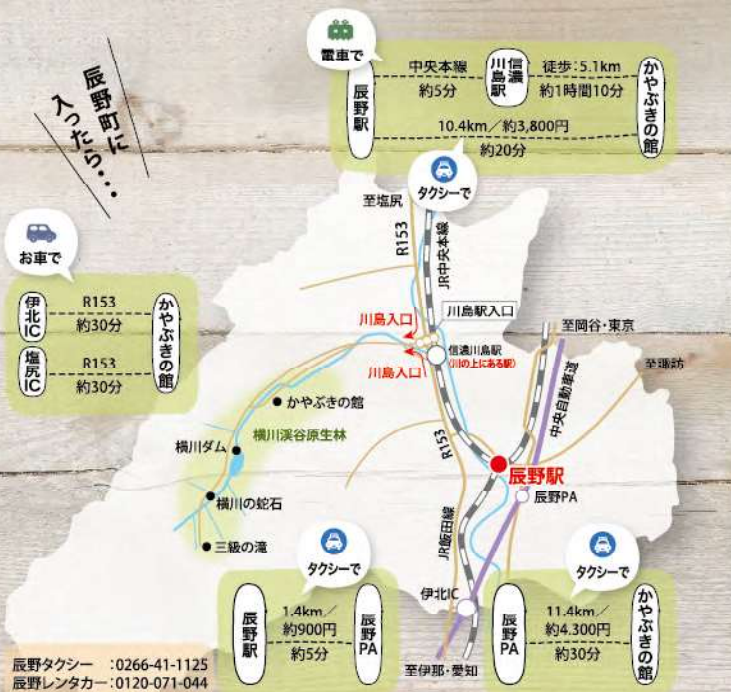 電車で
辰野駅
中央本線
約5分
信濃川島駅
徒歩:5.1km
約1時間10分
かやぶきの館
10.4km/約3,800円
約20分
タクシーで
辰野町に
入ったら・・・
お車で
伊北IC
R153
約30分
塩尻IC
R153
約30分
かやぶきの館
至塩尻
R153
JR中央本線
川島入口
川島駅入口
信濃川島駅
(川の上にある駅)
川島入口
至岡谷・東京
至諏訪
中央自動車道
かやぶきの館
横川渓谷原生林
横川ダム
横川の蛇石
三級の滝
R153
辰野駅
辰野PA
JR飯田線
伊北IC
至伊那・愛知
タクシーで
辰野駅
1.4km/
約900円
約5分
辰野PA
タクシーで
辰野PA
11.4km/
約4.300円
約30分
かやぶきの館
辰野タクシー :0266-41-1125
辰野レンタカー:0120-071-044